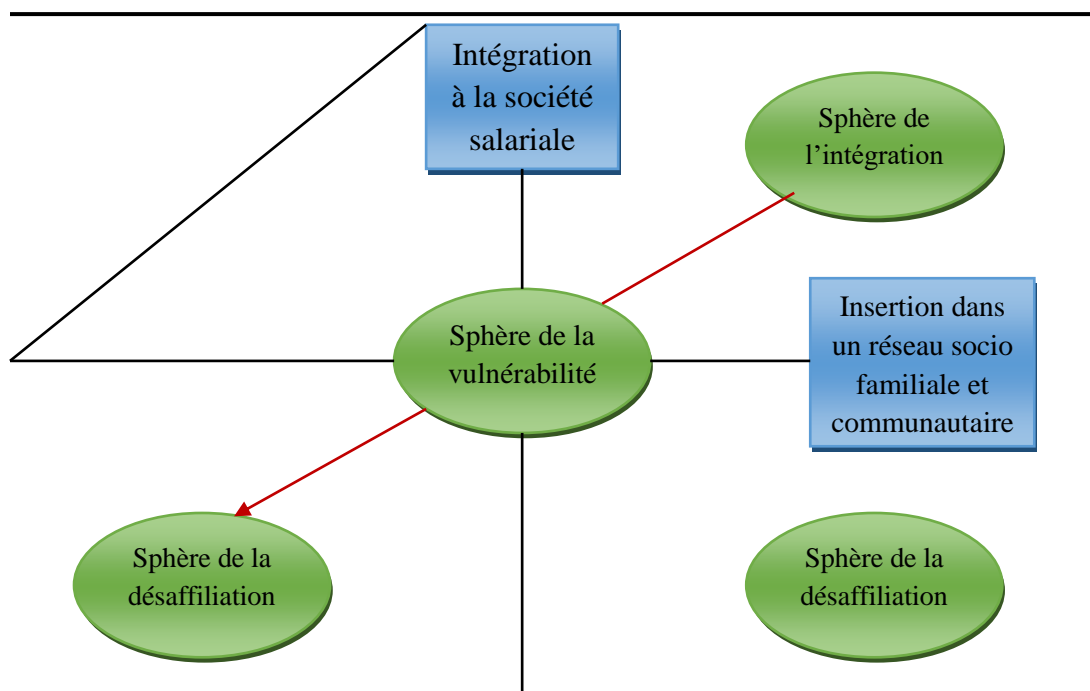 Intégration
à la société
salariale
Sphère de
l’intégration
Sphère de la
vulnérabilité
Insertion dans
un réseau socio
familiale et
communautaire
Sphère de la
désaffiliation
Sphère de la
désaffiliation